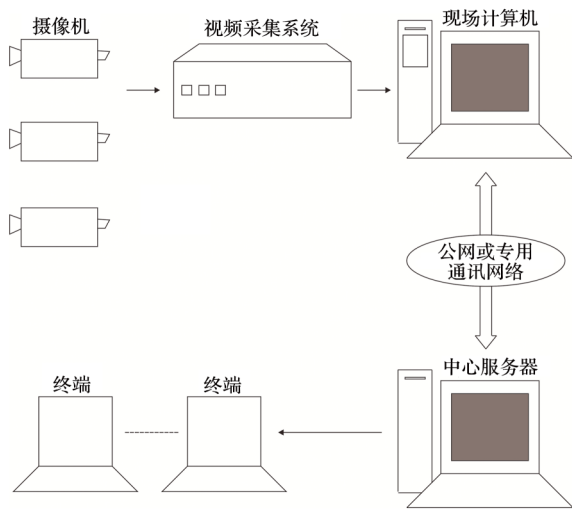 摄像机
视频采集系统
现场计算机
公网或专用
通讯网络
中心服务器
终端
终端